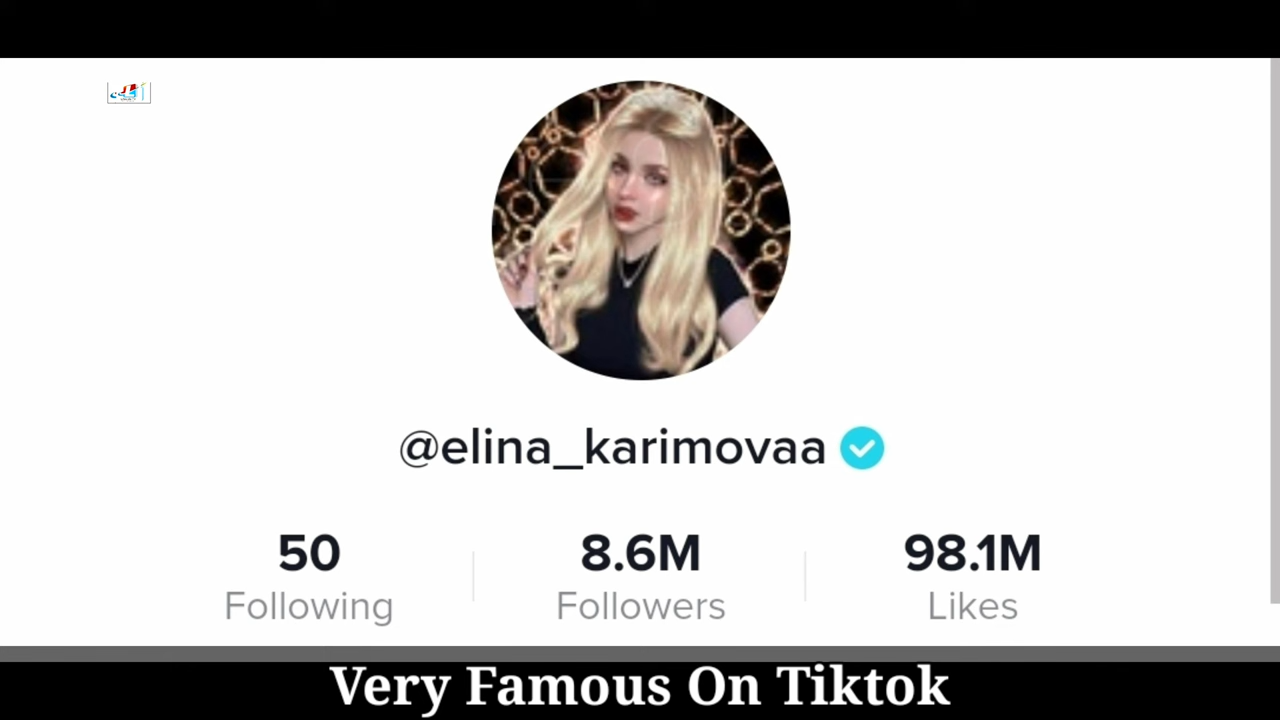 @elina_karimovaa
50 8.6M 98.1M
Following Followers Likes
Very Famous On Tiktok